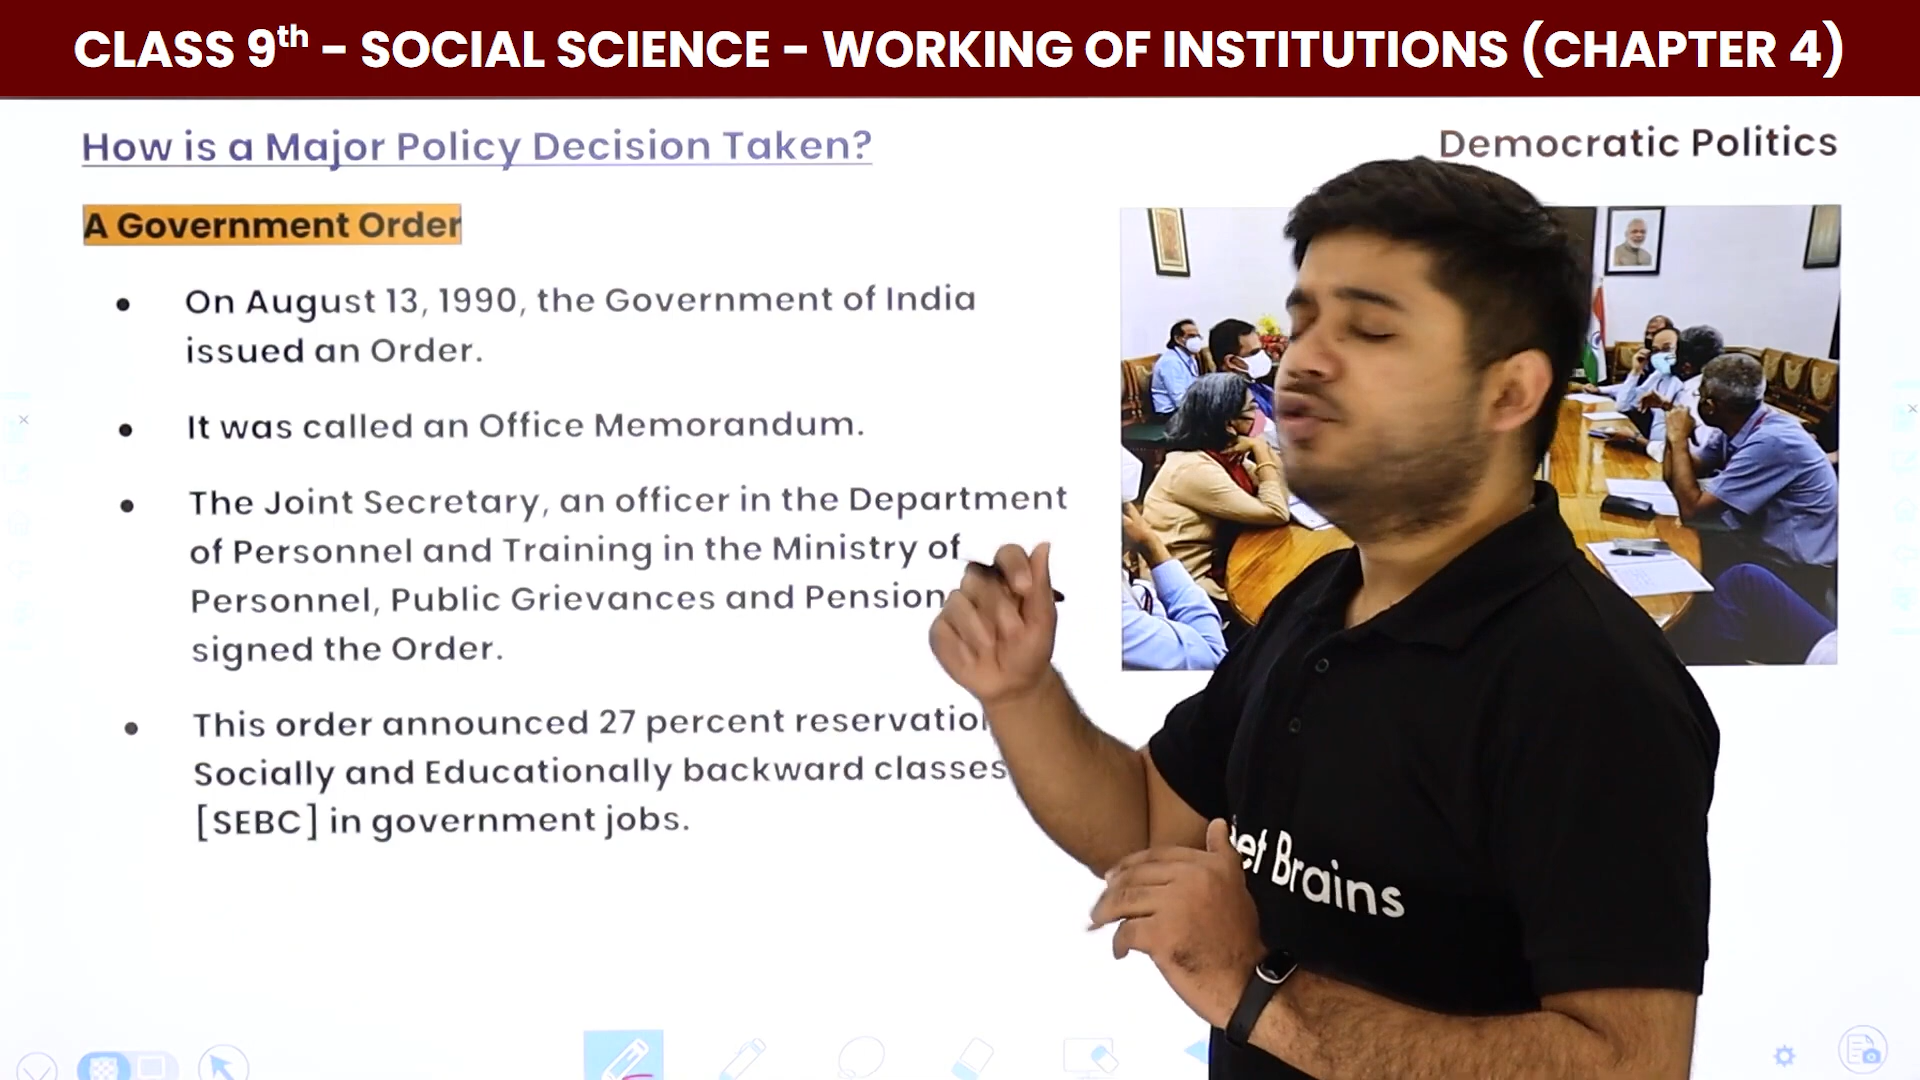 CLASS 9th – SOCIAL SCIENCE – WORKING OF INSTITUTIONS (CHAPTER 4)
How is a Major Policy Decision Taken?
Democratic Politics
A Government Order
• On August 13, 1990, the Government of India
issued an Order.
• It was called an Office Memorandum.
• The Joint Secretary, an officer in the Department
of Personnel and Training in the Ministry of
Personnel, Public Grievances and Pension
signed the Order.
• This order announced 27 percent reservation
Socially and Educationally backward classes
[SEBC] in government jobs.
et Brains